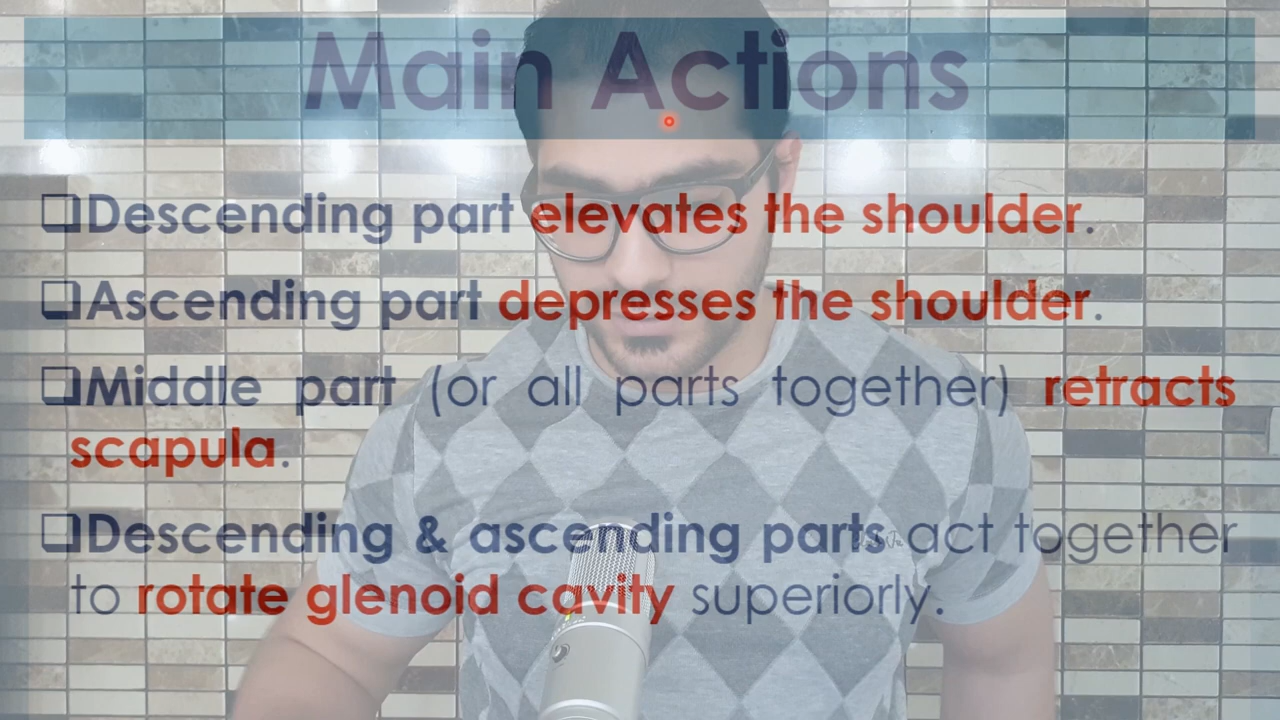 Main Actions
❑Descending part elevates the shoulder.
❑Ascending part depresses the shoulder.
❑Middle part (or all parts together) retracts
scapula.
❑Descending & ascending parts act together
to rotate glenoid cavity superiorly.